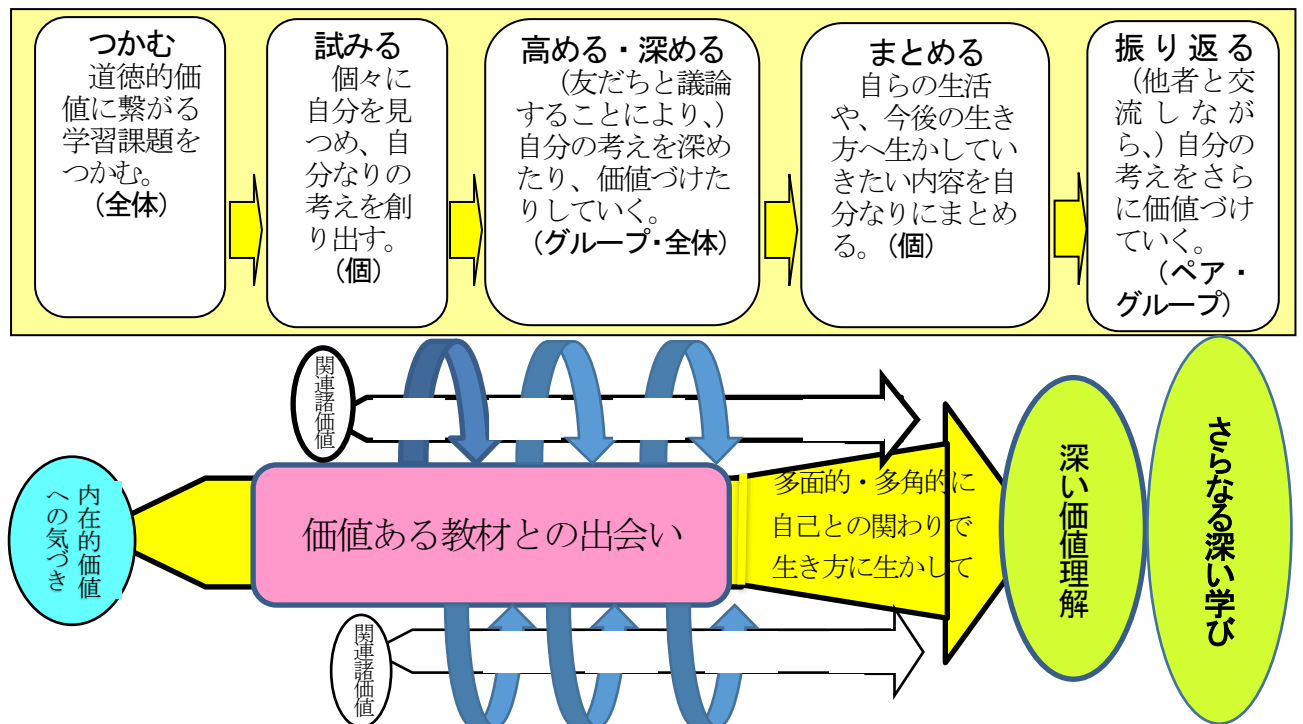 つかむ
道徳的価
値に繋がる
学習課題を
つかむ。
(全体)
試みる
個々に
自分を見
つめ、自
分なりの
考えを創
り出す。
(個)
高める・深める
(友だちと議論
することにより、)
自分の考えを深め
たり、価値づけた
りしていく。
(グループ・全体)
まとめる
自らの生活
や、今後の生き
方へ生かしてい
きたい内容を自
分なりにまとめ
る。(個)
振り返る
(他者と交
流しなが
ら、)自分の
考えをさら
に価値づけ
ていく。
(ペア・
グループ)
関連諸価値
内在的価値
への気づき
価値ある教材との出会い
多面的・多角的に
自己との関わりで
生き方に生かして
深い価値理解
さらなる深い学び
関連諸価値